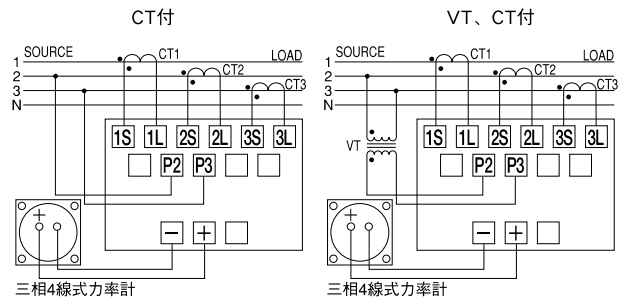 CT付
SOURCE
CT1
LOAD
1
2
CT2
3
CT3
N
1S 1L 2S 2L 3S 3L
P2 P3
+
− +
三相4線式力率計
VT、CT付
SOURCE
CT1
LOAD
1
2
CT2
3
CT3
N
VT
1S 1L 2S 2L 3S 3L
P2 P3
+
− +
三相4線式力率計